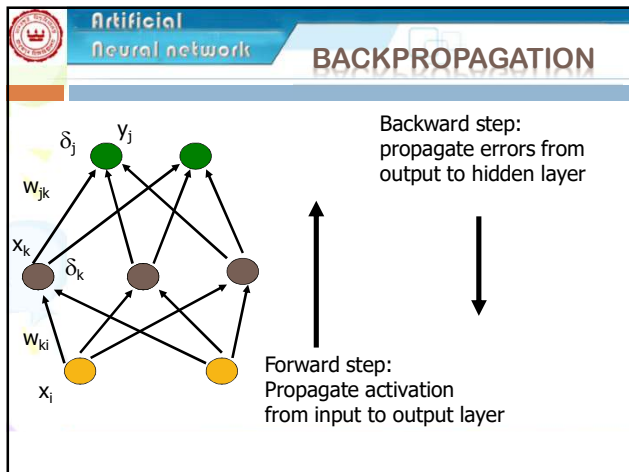 Artificial
Neural network
BACKPROPAGATION
δj
yj
Backward step:
propagate errors from
output to hidden layer
wjk
xk
δk
wki
xi
Forward step:
Propagate activation
from input to output layer